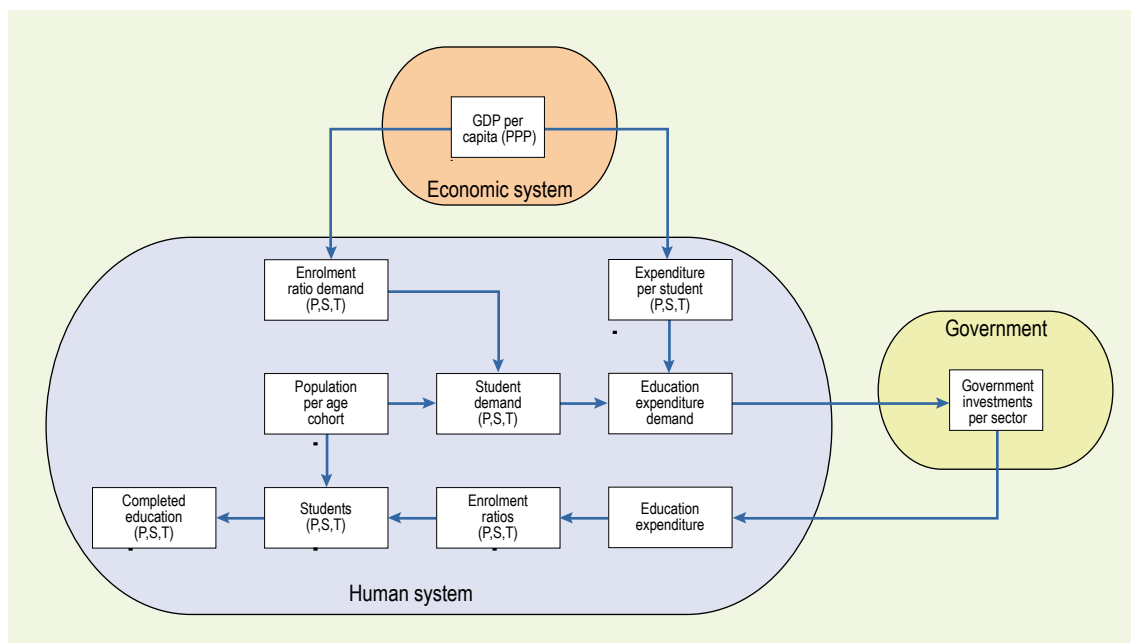 GDP per
capita (PPP)
Economic system
Enrolment
ratio demand
(P,S,T)
Expenditure
per student
(P,S,T)
Government
Population
per age
cohort
Student
demand
(P,S,T)
Education
expenditure
demand
Government
investments
per sector
Completed
education
(P,S,T)
Students
(P,S,T)
Enrolment
ratios
(P,S,T)
Education
expenditure
Human system